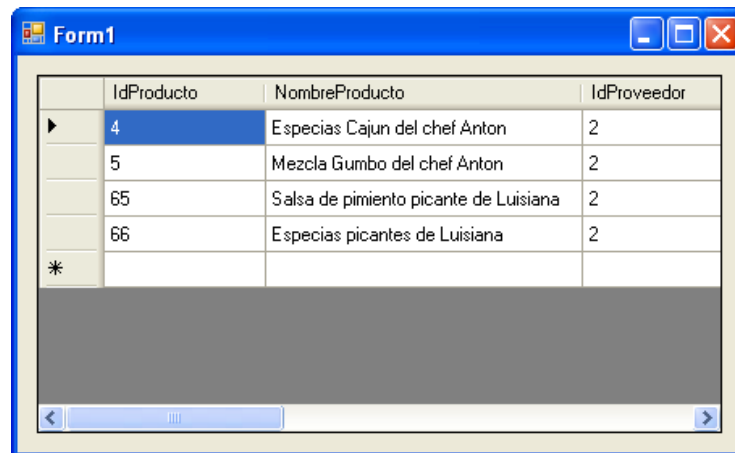 Form1
IdProducto NombreProducto IdProveedor
4 Especias Cajun del chef Anton 2
5 Mezcla Gumbo del chef Anton 2
65 Salsa de pimiento picante de Luisiana 2
66 Especias picantes de Luisiana 2